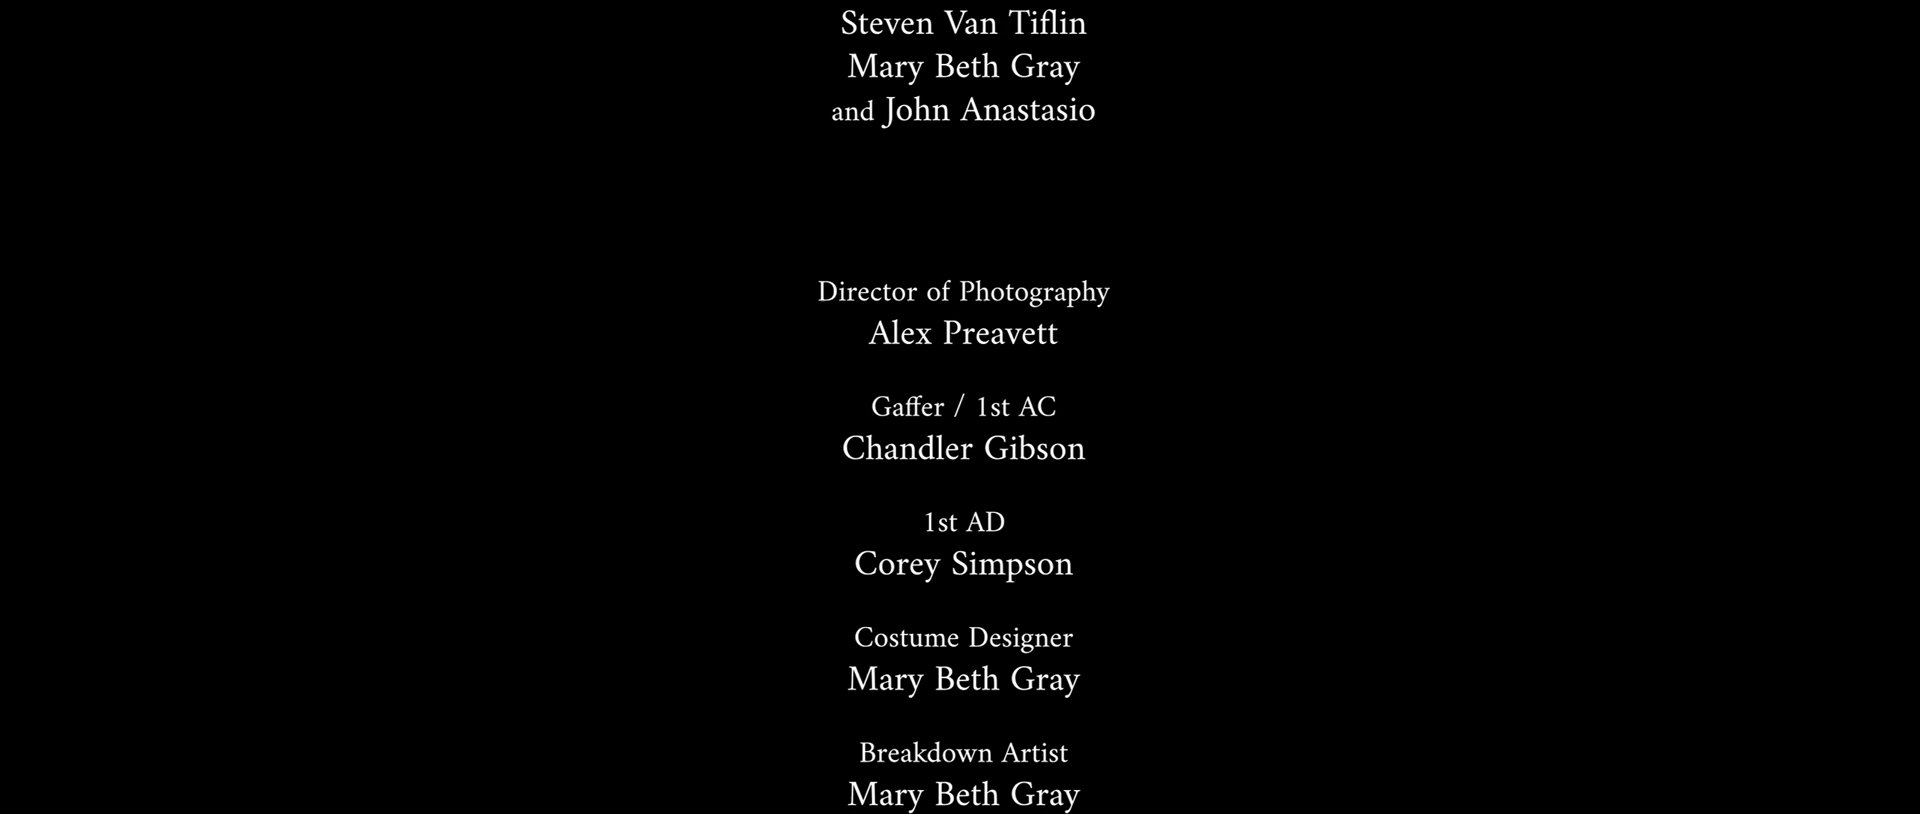 Steven Van Tiflin
Mary Beth Gray
and John Anastasio
Director of Photography
Alex Preavett
Gaffer / 1st AC
Chandler Gibson
1st AD
Corey Simpson
Costume Designer
Mary Beth Gray
Breakdown Artist
Mary Beth Gray